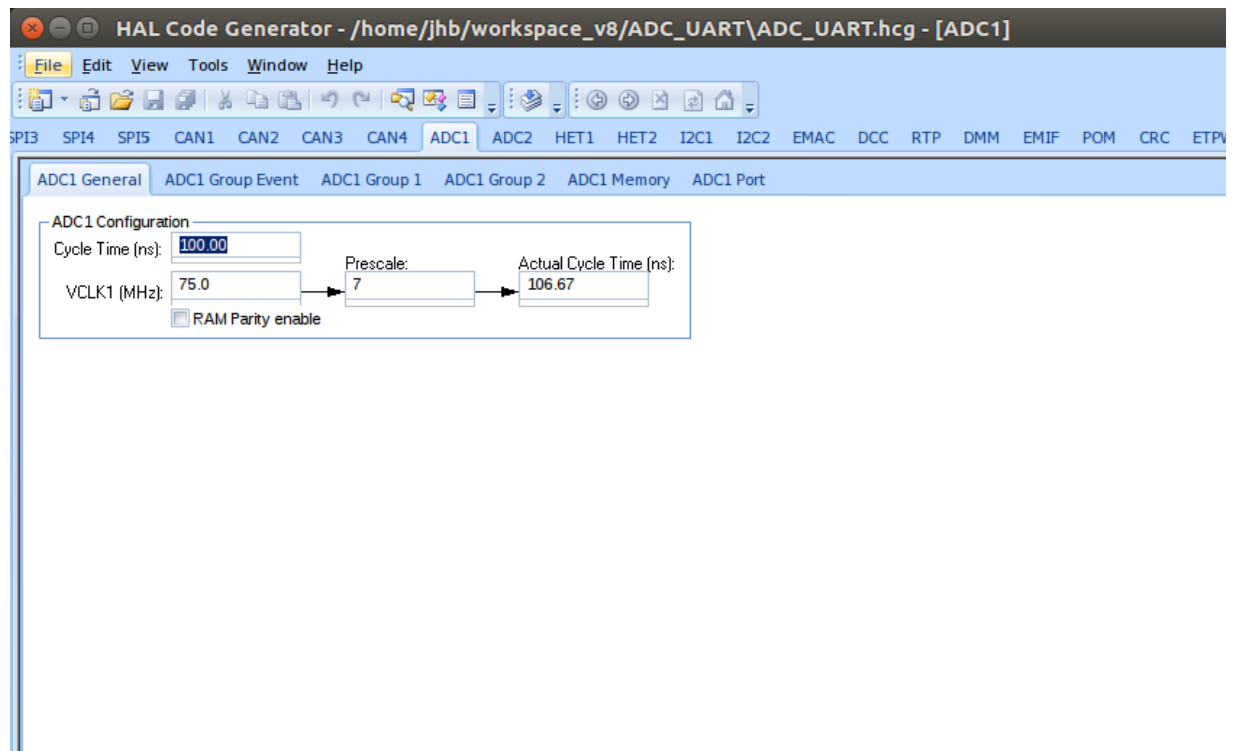 HAL Code Generator - /home/jhb/workspace_v8/ADC_UART\ADC_UART.hcg - [ADC1]
File Edit View Tools Window Help
SPI3 SPI4 SPI5 CAN1 CAN2 CAN3 CAN4 ADC1 ADC2 HET1 HET2 I2C1 I2C2 EMAC DCC RTP DMM EMIF POM CRC ETPW
ADC1 General ADC1 Group Event ADC1 Group 1 ADC1 Group 2 ADC1 Memory ADC1 Port
ADC1 Configuration
Cycle Time (ns): 100.00
Prescale: Actual Cycle Time (ns):
VCLK1 (MHz): 75.0 7 106.67
RAM Parity enable